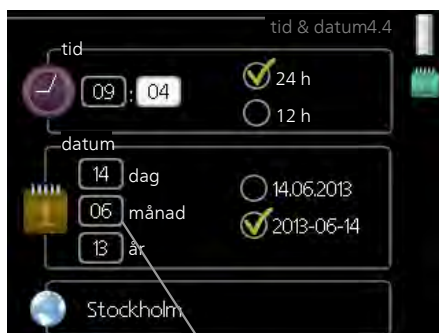 tid & datum4.4
tid
09 : 04
24 h
12 h
datum
14 dag
06 månad
13 år
14.06.2013
2013-06-14
Stockholm